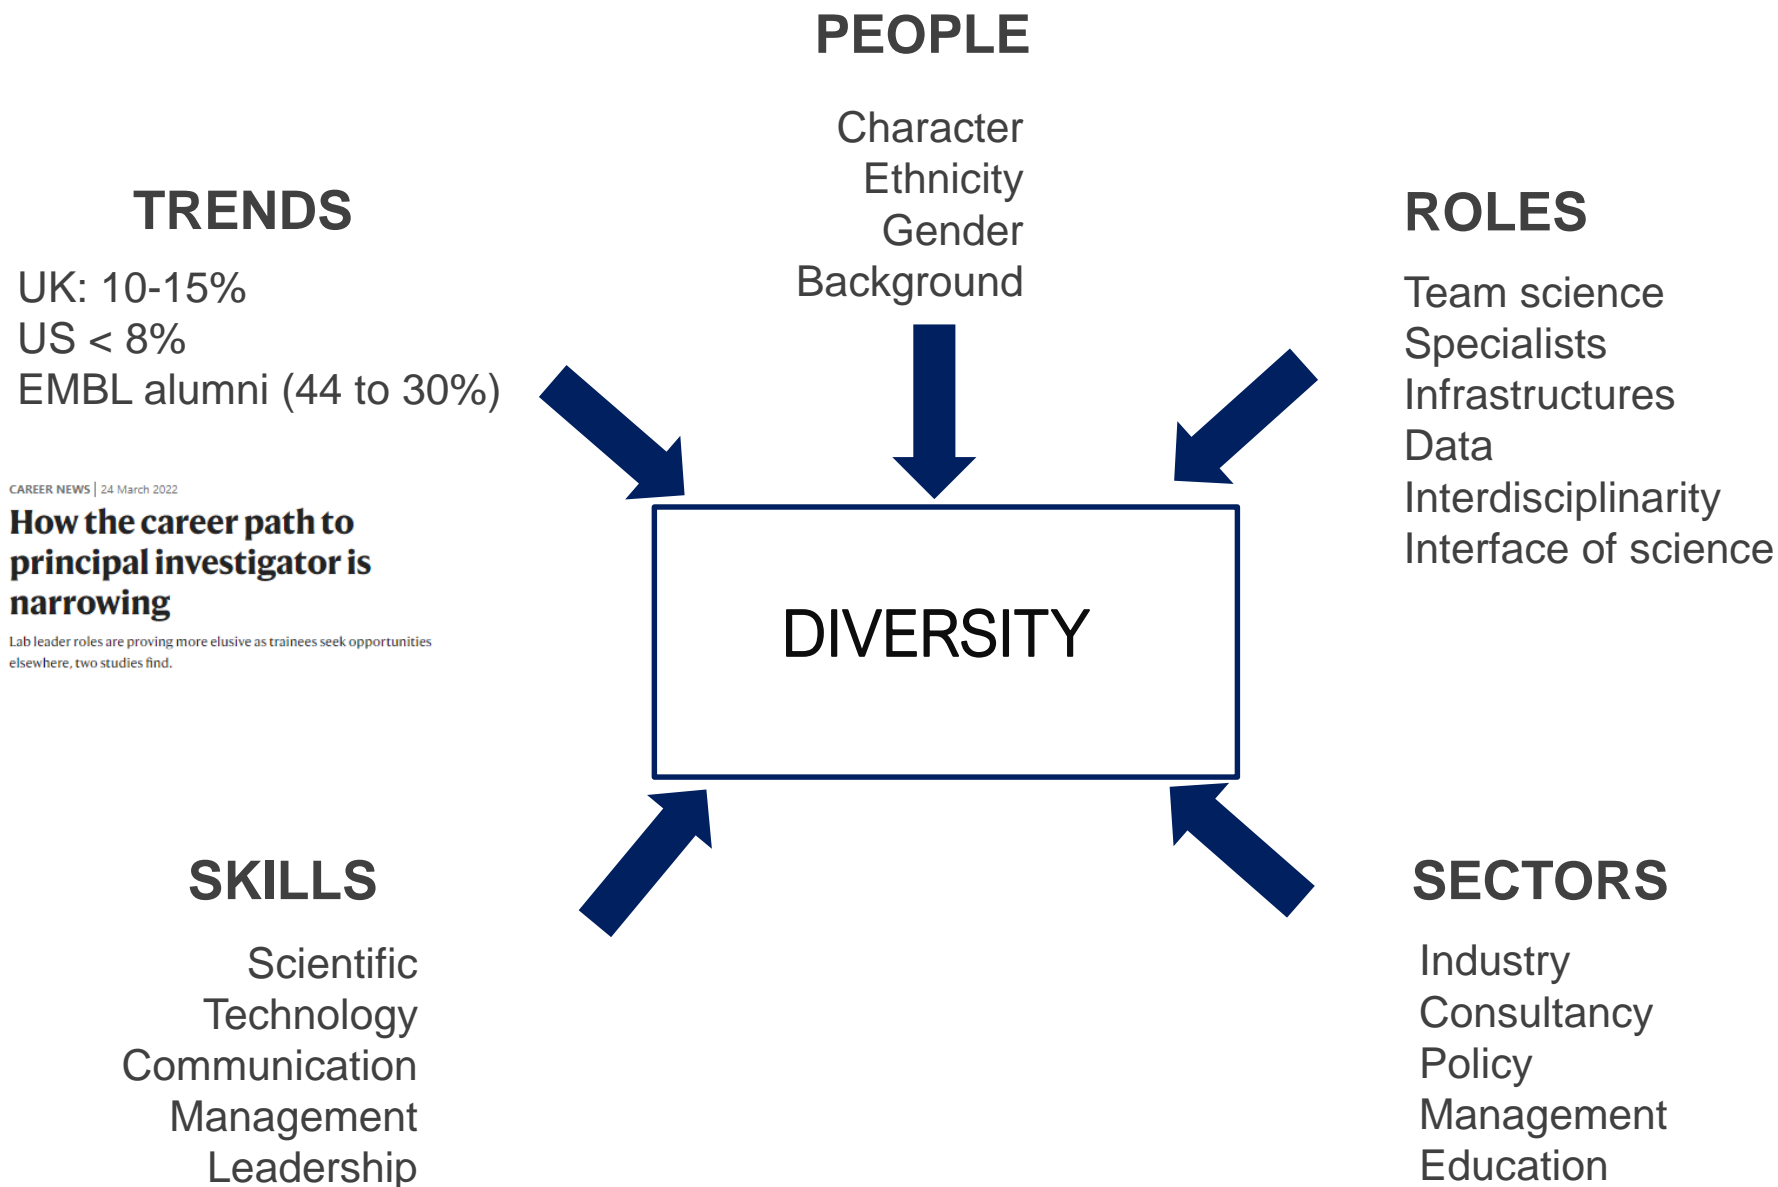 PEOPLE
Character
Ethnicity
Gender
Background
TRENDS
UK: 10-15%
US < 8%
EMBL alumni (44 to 30%)
CAREER NEWS | 24 March 2022
How the career path to
principal investigator is
narrowing
Lab leader roles are proving more elusive as trainees seek opportunities
elsewhere, two studies find.
ROLES
Team science
Specialists
Infrastructures
Data
Interdisciplinarity
Interface of science
DIVERSITY
SKILLS
Scientific
Technology
Communication
Management
Leadership
SECTORS
Industry
Consultancy
Policy
Management
Education